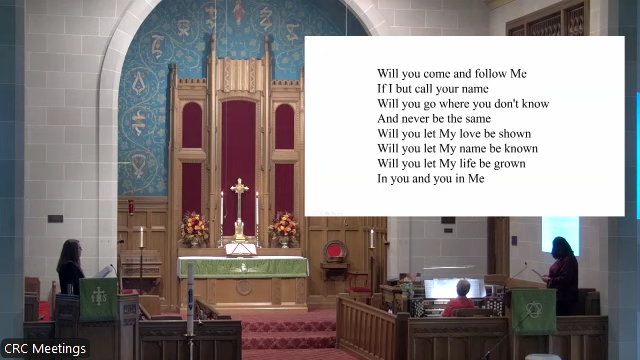 Will you come and follow Me
If I but call your name
Will you go where you don't know
And never be the same
Will you let My love be shown
Will you let My name be known
Will you let My life be grown
In you and you in Me
CRC Meetings